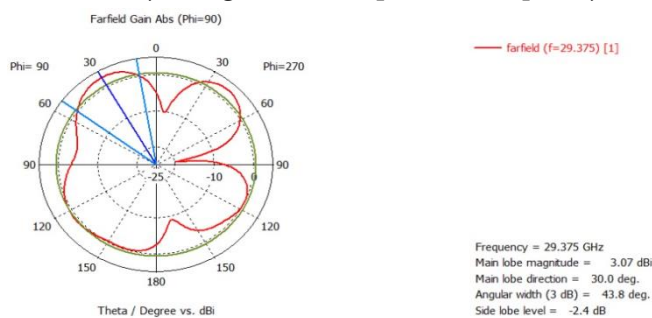 Farfield Gain Abs (Phi=90)
0
30
30
Phi= 90
Phi=270
60
60
90
-25
-10
0
90
120
120
150
150
180
Theta / Degree vs. dBi
farfield (f=29.375) [1]
Frequency = 29.375 GHz
Main lobe magnitude = 3.07 dBi
Main lobe direction = 30.0 deg.
Angular width (3 dB) = 43.8 deg.
Side lobe level = -2.4 dB